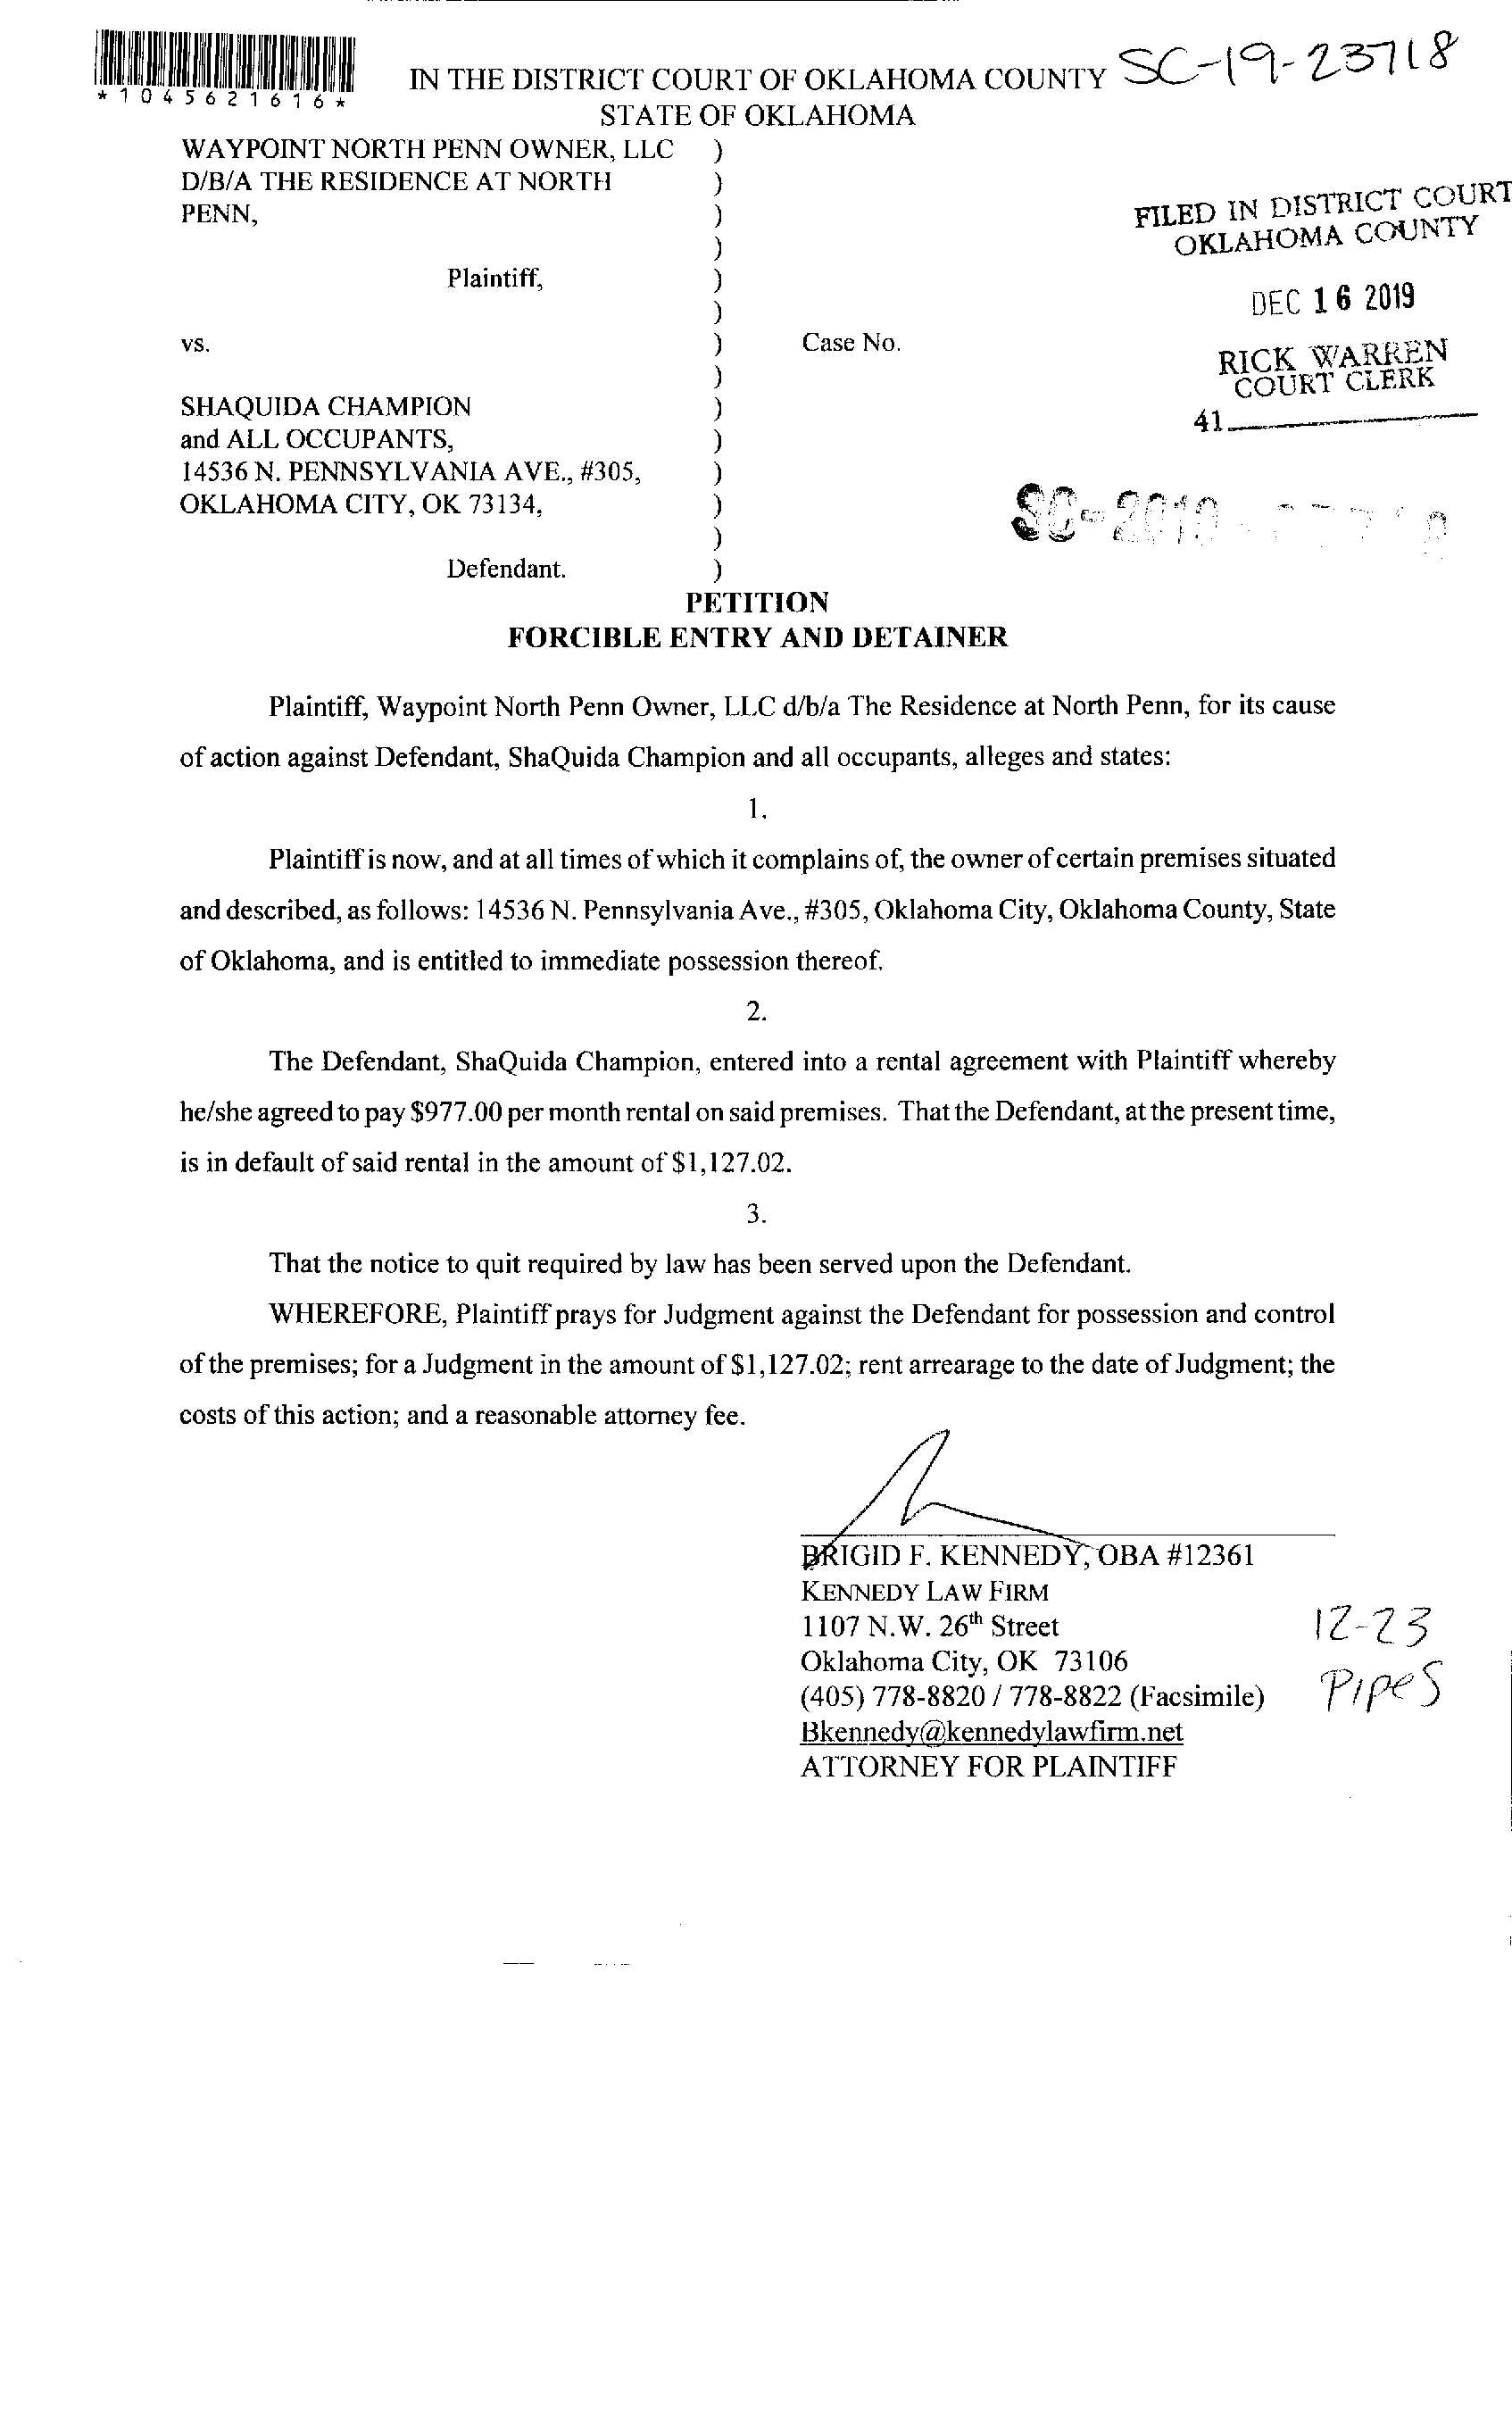 IN THE DISTRICT COURT OF OKLAHOMA COUNTY SC-19-23718
*1045621616*
STATE OF OKLAHOMA
WAYPOINT NORTH PENN OWNER, LLC )
D/B/A THE RESIDENCE AT NORTH )
PENN, )
)
Plaintiff, )
)
vs. ) Case No.
)
SHAQUIDA CHAMPION )
and ALL OCCUPANTS, )
14536 N. PENNSYLVANIA AVE., #305, )
OKLAHOMA CITY, OK 73134, )
)
Defendant. )
FILED IN DISTRICT COURT
OKLAHOMA COUNTY
DEC 16 2019
RICK WARREN
COURT CLERK
41
PETITION
FORCIBLE ENTRY AND DETAINER
Plaintiff, Waypoint North Penn Owner, LLC d/b/a The Residence at North Penn, for its cause
of action against Defendant, ShaQuida Champion and all occupants, alleges and states:
1.
Plaintiff is now, and at all times of which it complains of, the owner of certain premises situated
and described, as follows: 14536 N. Pennsylvania Ave., #305, Oklahoma City, Oklahoma County, State
of Oklahoma, and is entitled to immediate possession thereof.
2.
The Defendant, ShaQuida Champion, entered into a rental agreement with Plaintiff whereby
he/she agreed to pay $977.00 per month rental on said premises. That the Defendant, at the present time,
is in default of said rental in the amount of $1,127.02.
3.
That the notice to quit required by law has been served upon the Defendant.
WHEREFORE, Plaintiff prays for Judgment against the Defendant for possession and control
of the premises; for a Judgment in the amount of $1,127.02; rent arrearage to the date of Judgment; the
costs of this action; and a reasonable attorney fee.
BRIGID F. KENNEDY, OBA #12361
KENNEDY LAW FIRM
1107 N.W. 26th Street
Oklahoma City, OK 73106
(405) 778-8820 / 778-8822 (Facsimile)
Bkennedy@kennedylawfirm.net
ATTORNEY FOR PLAINTIFF
12-23
Pipes